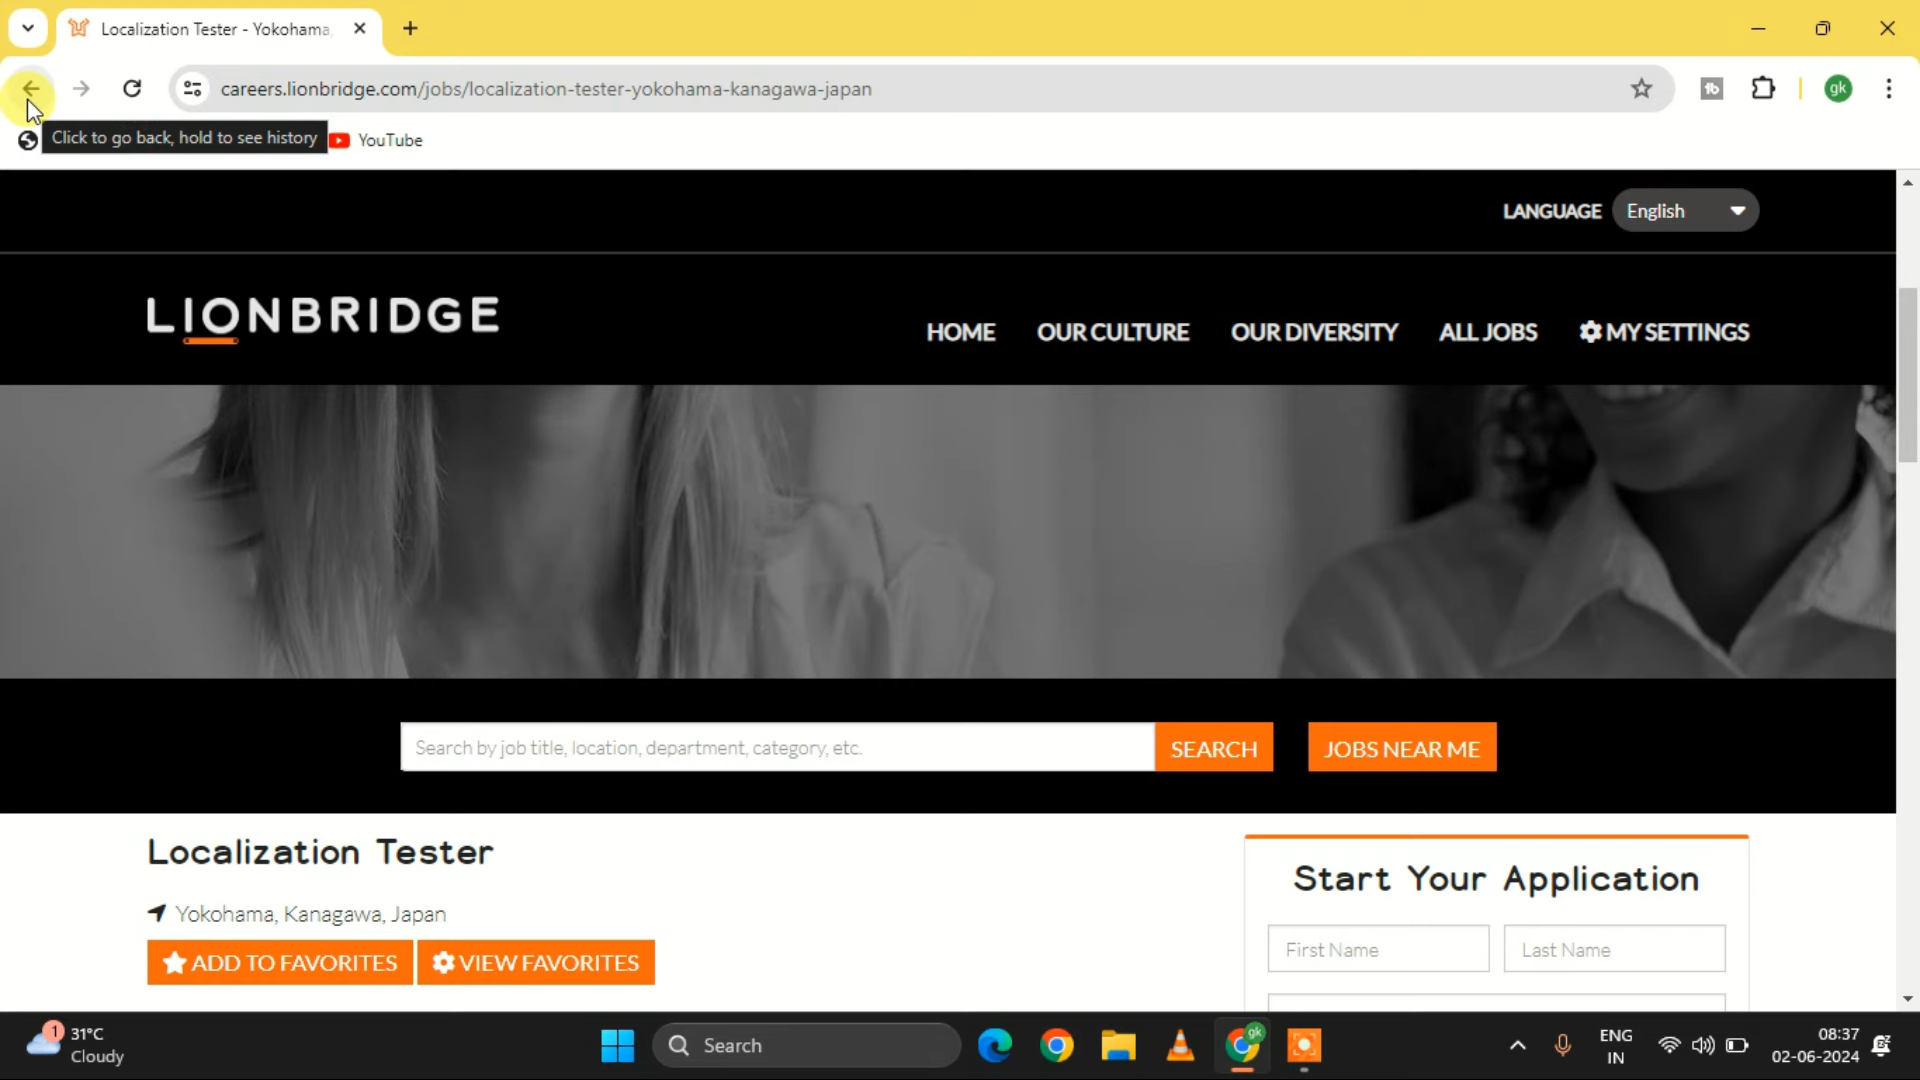 Localization Tester - Yokohama,
careers.lionbridge.com/jobs/localization-tester-yokohama-kanagawa-japan
gk
Click to go back, hold to see history
YouTube
LANGUAGE English
LIONBRIDGE
HOME OUR CULTURE OUR DIVERSITY ALL JOBS MY SETTINGS
Search by job title, location, department, category, etc. SEARCH JOBS NEAR ME
Localization Tester
Yokohama, Kanagawa, Japan
ADD TO FAVORITES VIEW FAVORITES
Start Your Application
First Name Last Name
1 31°C
Cloudy
Search
gk
ENG
IN
08:37
02-06-2024